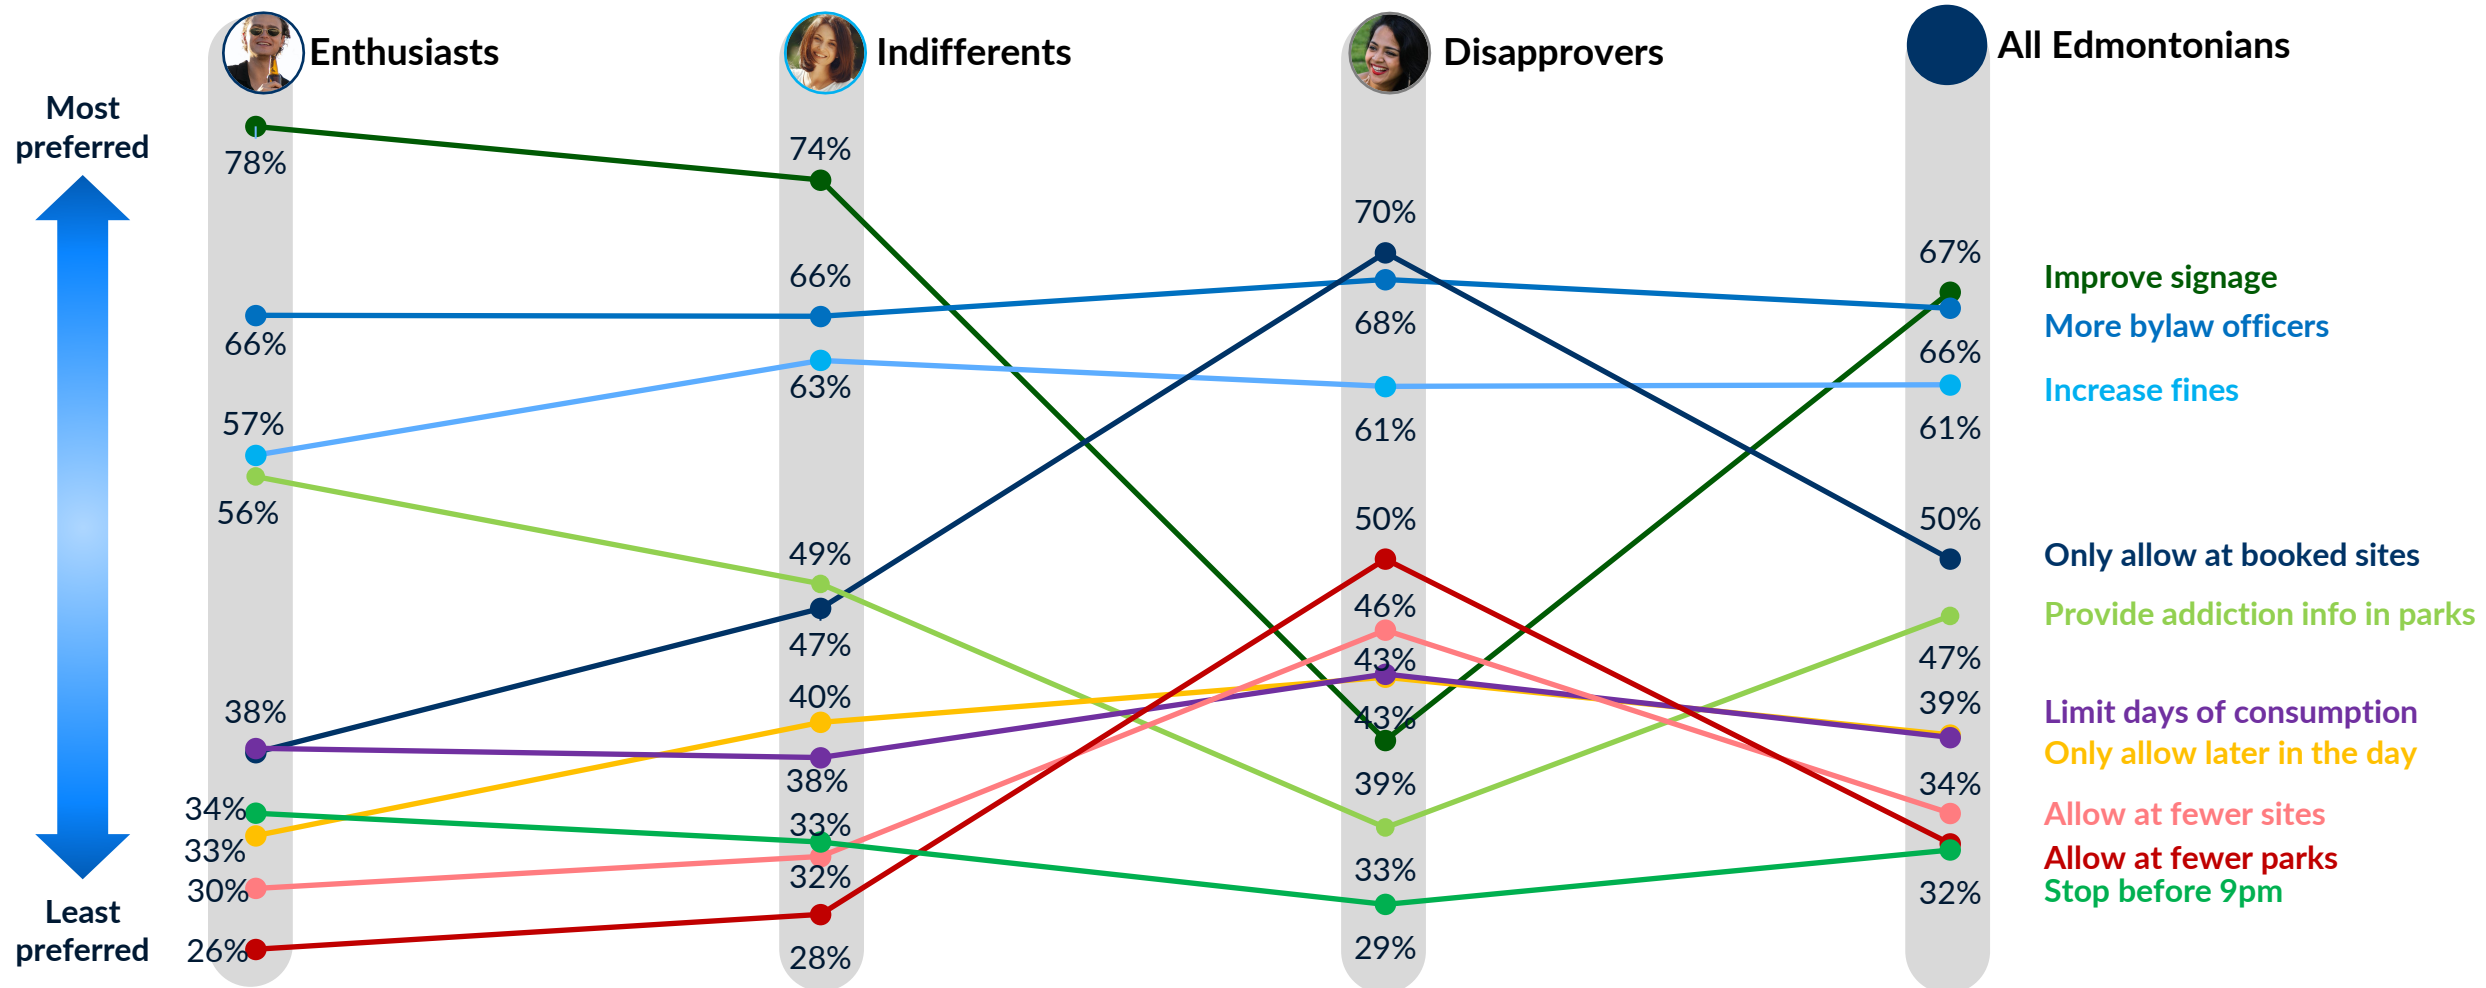 Enthusiasts
Indifferents
Disapprovers
All Edmontonians
Most
preferred
Least
preferred
78%
66%
57%
56%
38%
34%
33%
30%
26%
74%
66%
63%
49%
47%
40%
38%
33%
32%
28%
70%
68%
61%
50%
46%
43%
43%
39%
33%
29%
67%
66%
61%
50%
47%
39%
34%
32%
Improve signage
More bylaw officers
Increase fines
Only allow at booked sites
Provide addiction info in parks
Limit days of consumption
Only allow later in the day
Allow at fewer sites
Allow at fewer parks
Stop before 9pm